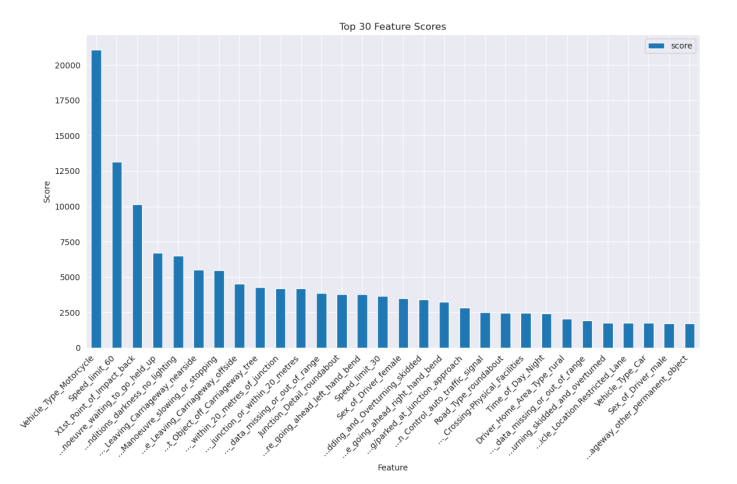 Top 30 Feature Scores
score
20000
17500
15000
12500
10000
7500
5000
2500
0
Score
Vehicle_Type_Motorcycle
Speed_limit_60
X1st_Point_of_Impact_back
...noeuvre_waiting_to_go_held_up
...nditions_darkness_no_lighting
..._Leaving_Carriageway_nearside
...Manoeuvre_slowing_or_stopping
...e_Leaving_Carriageway_offside
...t_Object_off_Carriageway_tree
..._within_20_metres_of_junction
..._junction_or_within_20_metres
..._data_missing_or_out_of_range
Junction_Detail_roundabout
...re_going_ahead_left_hand_bend
Speed_limit_30
Sex_of_Driver_female
...dding_and_Overturning_skidded
...e_going_ahead_right_hand_bend
...g/parked_at_junction_approach
...n_Control_auto_traffic_signal
Road_Type_roundabout
..._Crossing-Physical_Facilities
Time_of_Day_Night
Driver_Home_Area_Type_rural
..._data_missing_or_out_of_range
...urning_skidded_and_overturned
...icle_Location.Restricted_Lane
Vehicle_Type_Car
Sex_of_Driver_male
...ageway_other_permanent_object
Feature